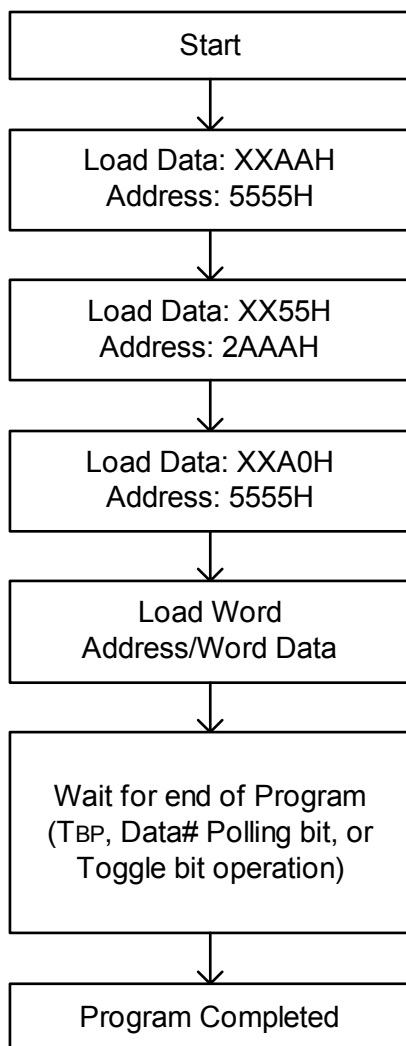 Start
Load Data: XXAAH
Address: 5555H
Load Data: XX55H
Address: 2AAAH
Load Data: XXA0H
Address: 5555H
Load Word
Address/Word Data
Wait for end of Program
(TBP, Data# Polling bit, or
Toggle bit operation)
Program Completed